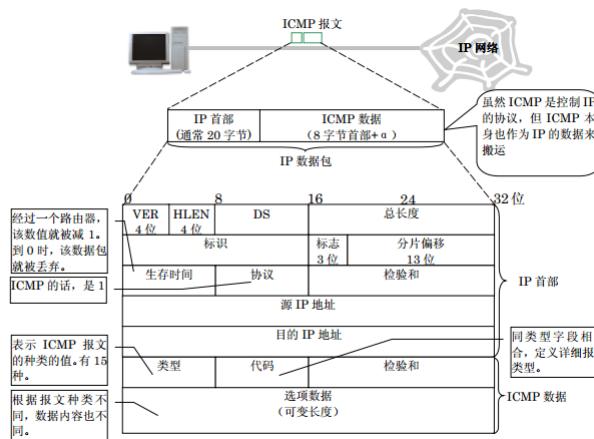 ICMP 报文
IP 网络
IP 首部
(通常 20 字节)
ICMP 数据
(8 字节首部+α)
虽然 ICMP 是控制 IP
的协议，但 ICMP 本
身也作为 IP 的数据来
搬运
IP 数据包
0 8 16 24 32 位
VER
4 位
HLEN
4 位
DS
总长度
标识
标志
3 位
分片偏移
13 位
生存时间
协议
检验和
源 IP 地址
目的 IP 地址
类型
代码
检验和
选项数据
(可变长度)
经过一个路由器，
该数值就被减 1。
到 0 时，该数据包
就被丢弃。
ICMP 的话，是 1
表示 ICMP 报文
的种类的值。有 15
种。
根据报文种类不
同，数据内容也不
同。
IP 首部
同类型字段相
合，定义详细报
类型。
ICMP 数据